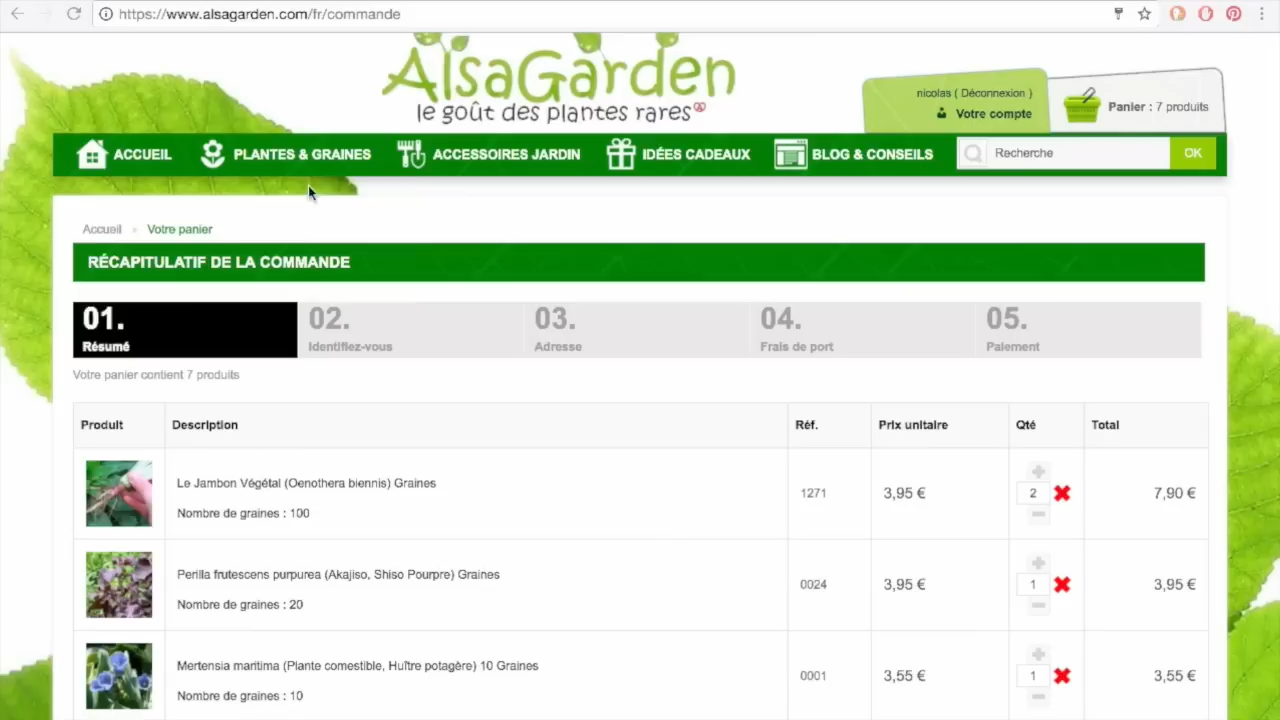 https://www.alsagarden.com/fr/commande
AlsaGarden
le goût des plantes rares
nicolas ( Déconnexion )
Votre compte
Panier : 7 produits
ACCUEIL PLANTES & GRAINES ACCESSOIRES JARDIN IDÉES CADEAUX BLOG & CONSEILS Recherche OK
Accueil » Votre panier
RÉCAPITULATIF DE LA COMMANDE
01. 02. 03. 04. 05.
Résumé Identifiez-vous Adresse Frais de port Paiement
Votre panier contient 7 produits
Produit Description Réf. Prix unitaire Qté Total
Le Jambon Végétal (Oenothera biennis) Graines
Nombre de graines : 100
1271 3,95 € 2 7,90 €
Perilla frutescens purpurea (Akajiso, Shiso Pourpre) Graines
Nombre de graines : 20
0024 3,95 € 1 3,95 €
Mertensia maritima (Plante comestible, Huître potagère) 10 Graines
Nombre de graines : 10
0001 3,55 € 1 3,55 €